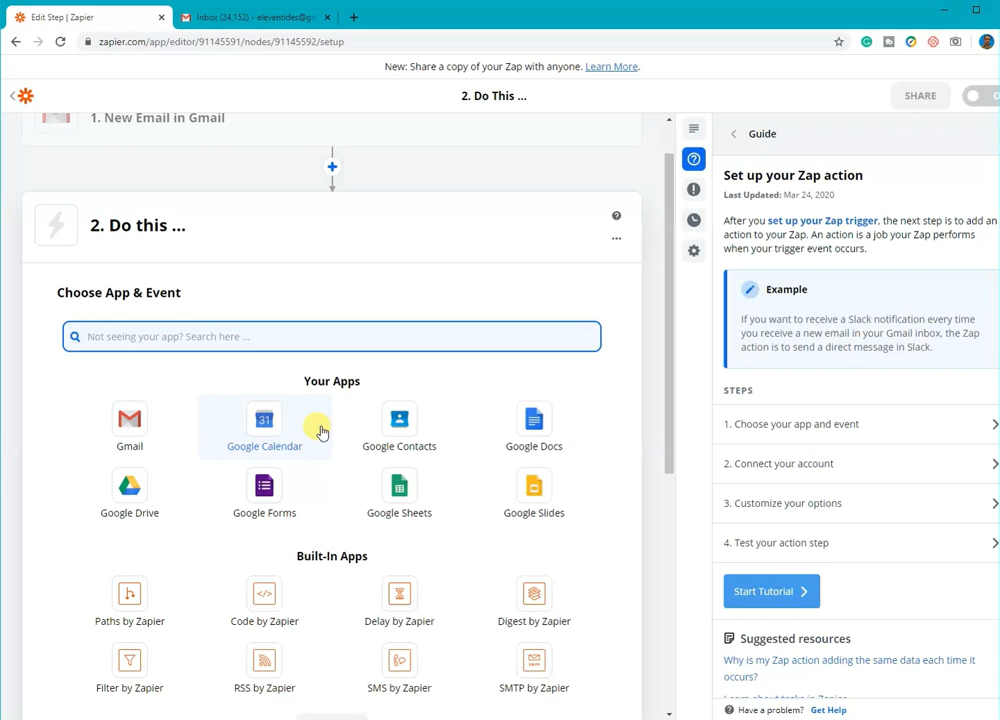 Edit Step | Zapier
Inbox (24,152) - eleventides@g
zapier.com/app/editor/91145591/nodes/91145592/setup
New: Share a copy of your Zap with anyone. Learn More.
2. Do This ...
SHARE
1. New Email in Gmail
2. Do this ...
Choose App & Event
Not seeing your app? Search here ...
Your Apps
Gmail
Google Calendar
Google Contacts
Google Docs
Google Drive
Google Forms
Google Sheets
Google Slides
Built-In Apps
Paths by Zapier
Code by Zapier
Delay by Zapier
Digest by Zapier
Filter by Zapier
RSS by Zapier
SMS by Zapier
SMTP by Zapier
Guide
Set up your Zap action
Last Updated: Mar 24, 2020
After you set up your Zap trigger, the next step is to add an
action to your Zap. An action is a job your Zap performs
when your trigger event occurs.
Example
If you want to receive a Slack notification every time
you receive a new email in your Gmail inbox, the Zap
action is to send a direct message in Slack.
STEPS
1. Choose your app and event
2. Connect your account
3. Customize your options
4. Test your action step
Start Tutorial
Suggested resources
Why is my Zap action adding the same data each time it
occurs?
Have a problem? Get Help